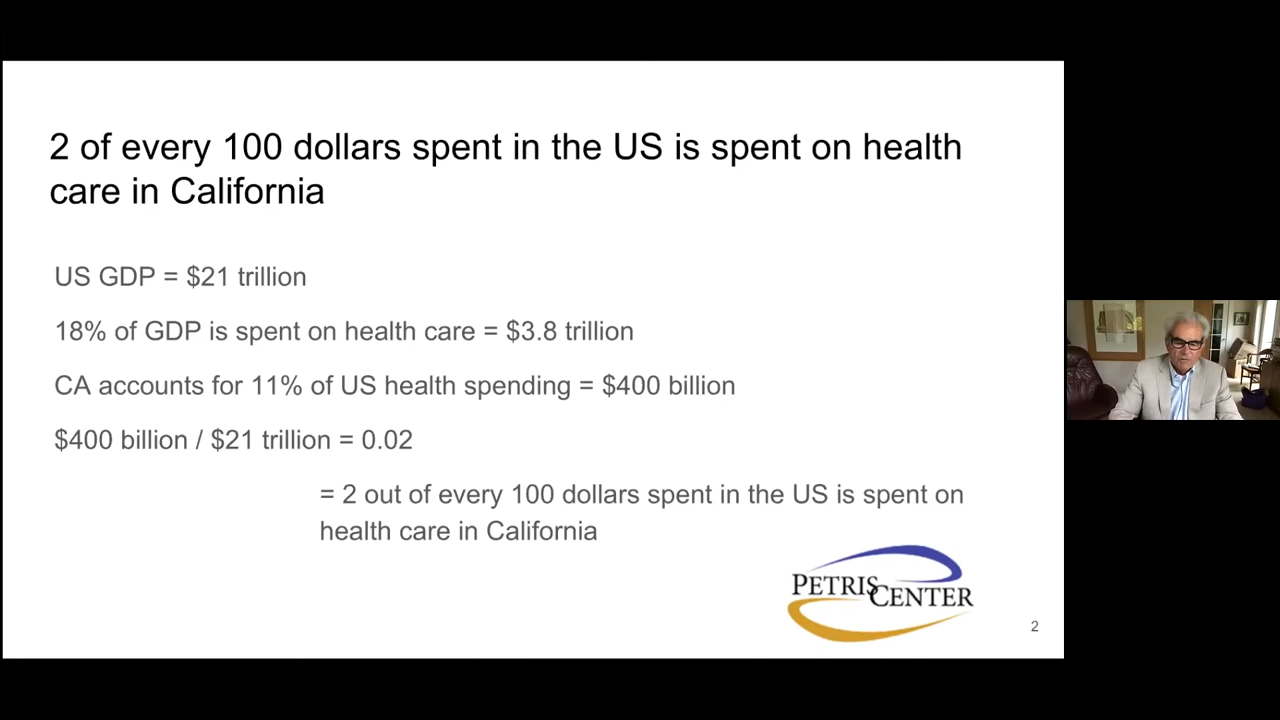 2 of every 100 dollars spent in the US is spent on health
care in California
US GDP = $21 trillion
18% of GDP is spent on health care = $3.8 trillion
CA accounts for 11% of US health spending = $400 billion
$400 billion / $21 trillion = 0.02
= 2 out of every 100 dollars spent in the US is spent on
health care in California
PETRIS CENTER
2